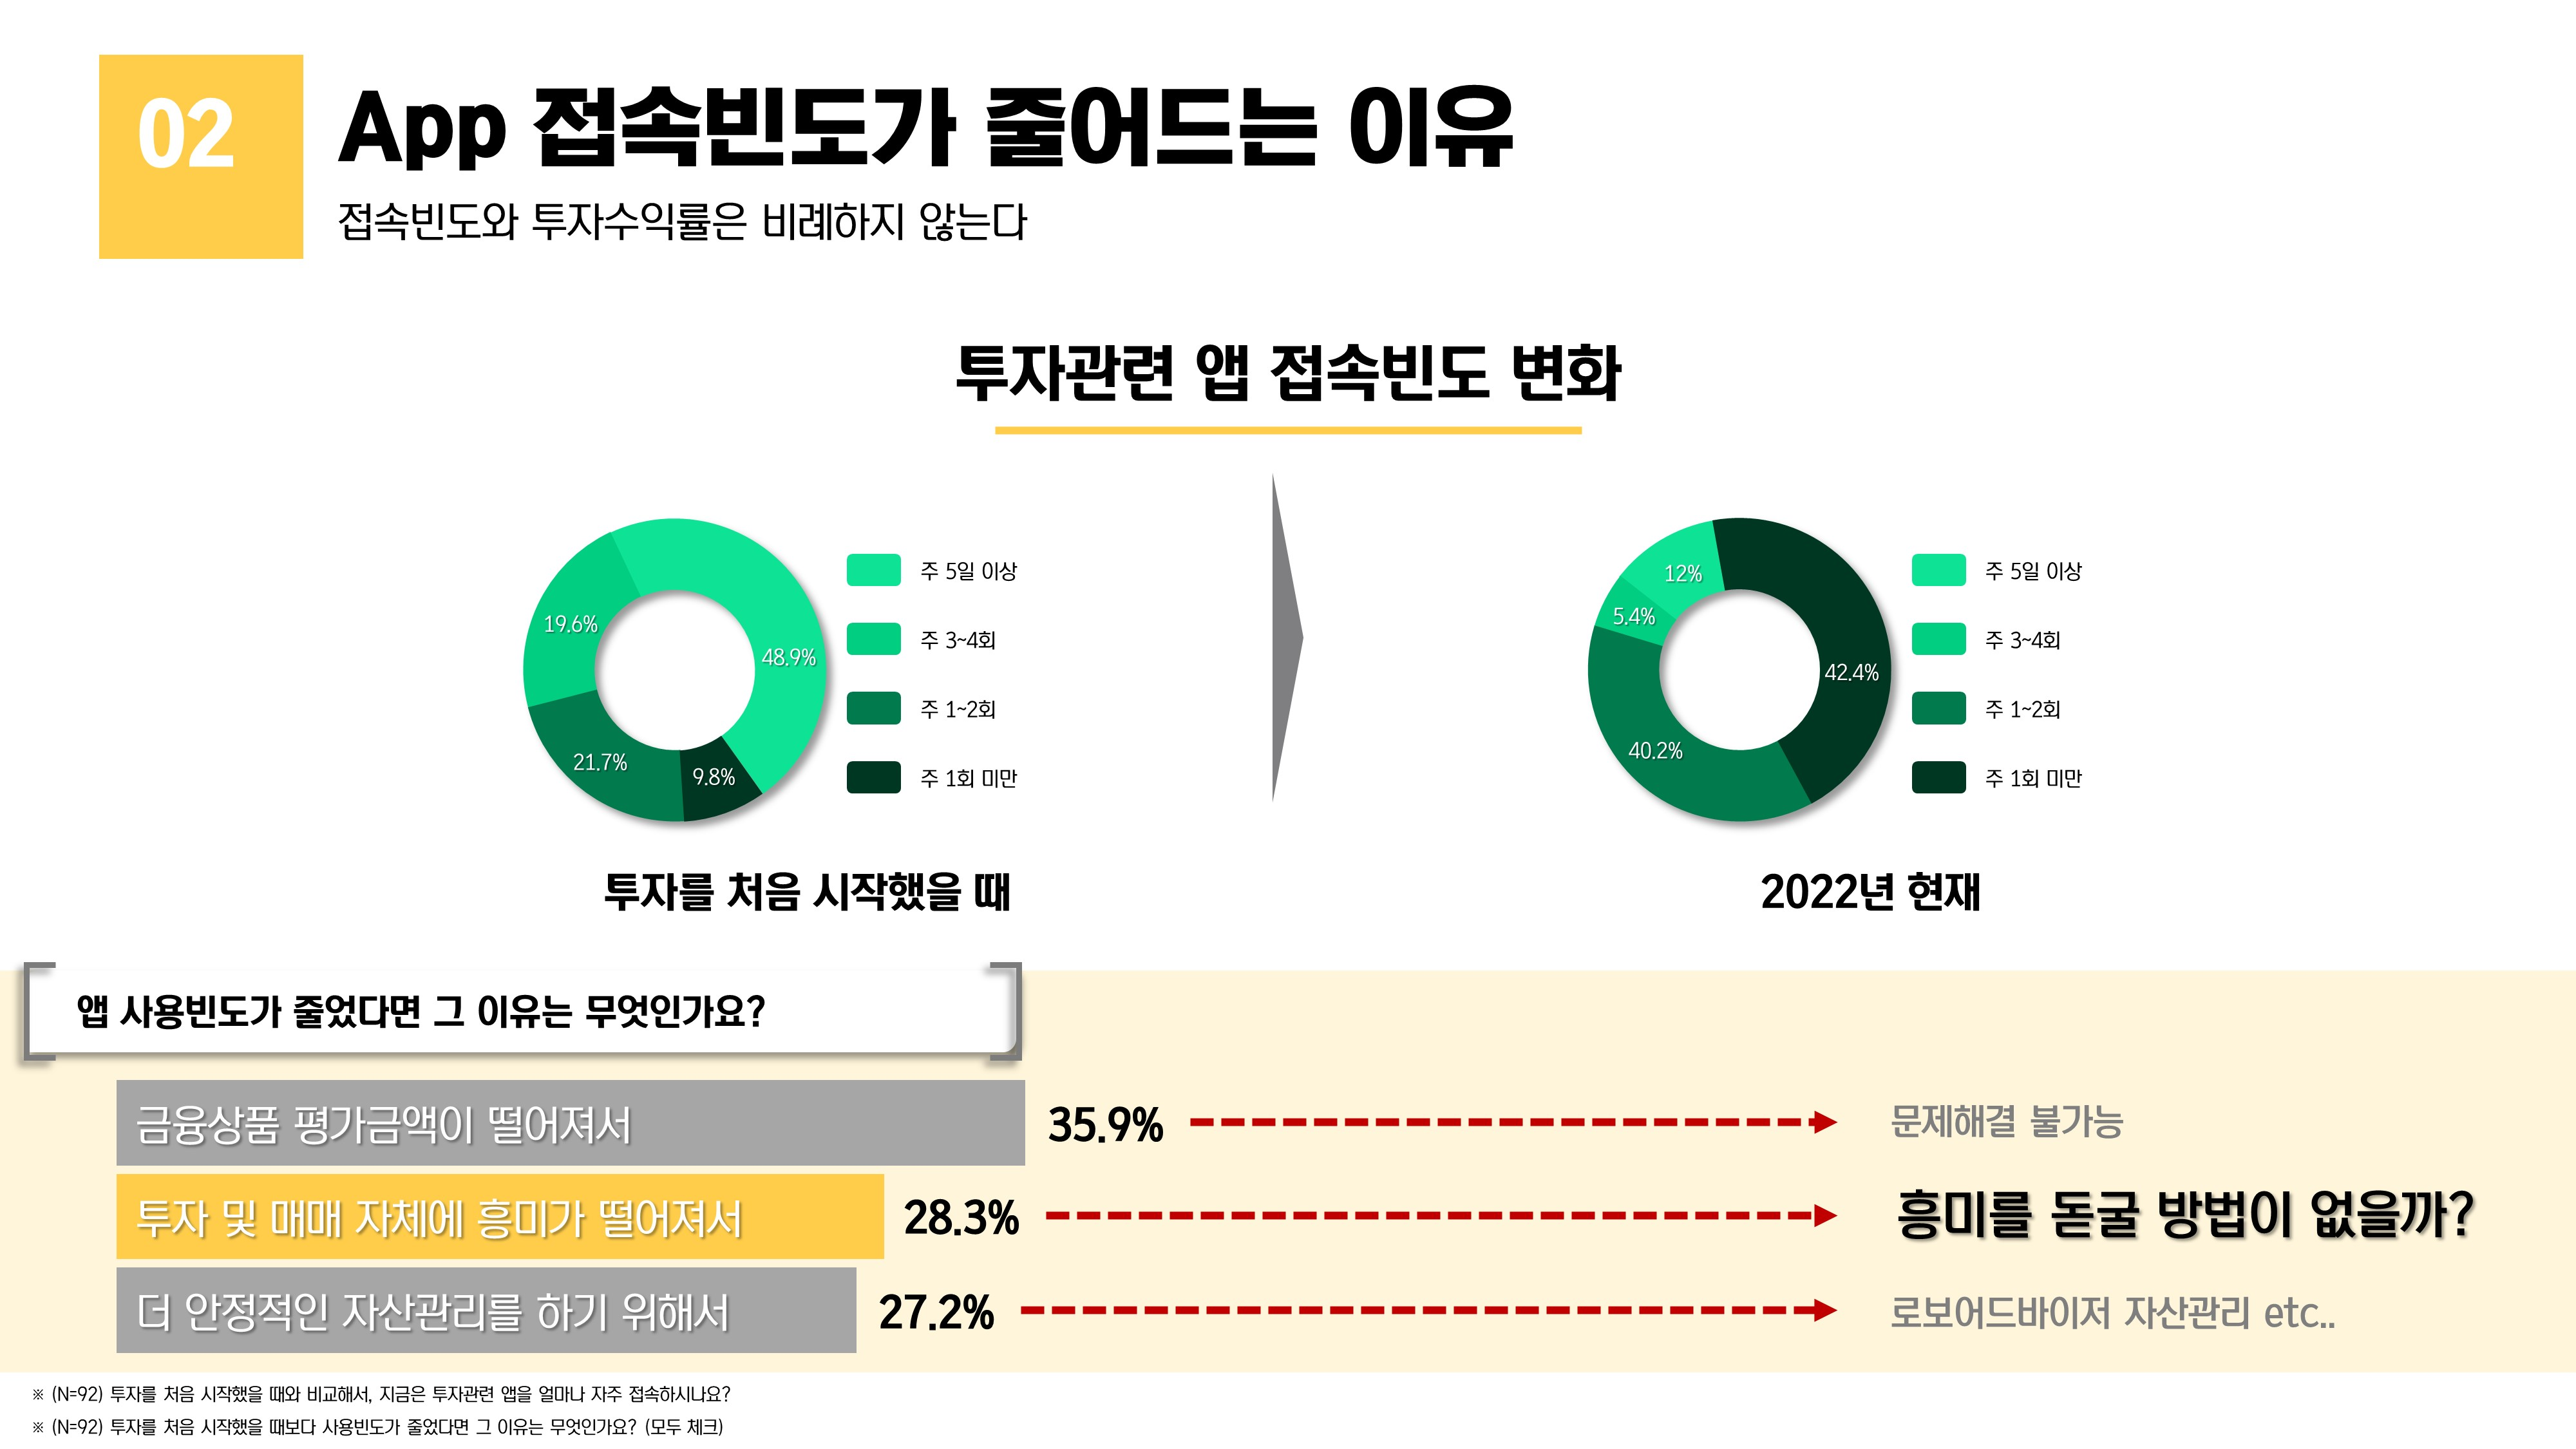 02
App 접속빈도가 줄어드는 이유
접속빈도와 투자수익률은 비례하지 않는다
투자관련 앱 접속빈도 변화
19.6%
48.9%
21.7%
9.8%
주 5일 이상
주 3~4회
주 1~2회
주 1회 미만
투자를 처음 시작했을 때
12%
5.4%
42.4%
40.2%
주 5일 이상
주 3~4회
주 1~2회
주 1회 미만
2022년 현재
앱 사용빈도가 줄었다면 그 이유는 무엇인가요?
금융상품 평가금액이 떨어져서 35.9% 문제해결 불가능
투자 및 매매 자체에 흥미가 떨어져서 28.3% 흥미를 돋굴 방법이 없을까?
더 안정적인 자산관리를 하기 위해서 27.2% 로보어드바이저 자산관리 etc..
※ (N=92) 투자를 처음 시작했을 때와 비교해서, 지금은 투자관련 앱을 얼마나 자주 접속하시나요?
※ (N=92) 투자를 처음 시작했을 때보다 사용빈도가 줄었다면 그 이유는 무엇인가요? (모두 체크)